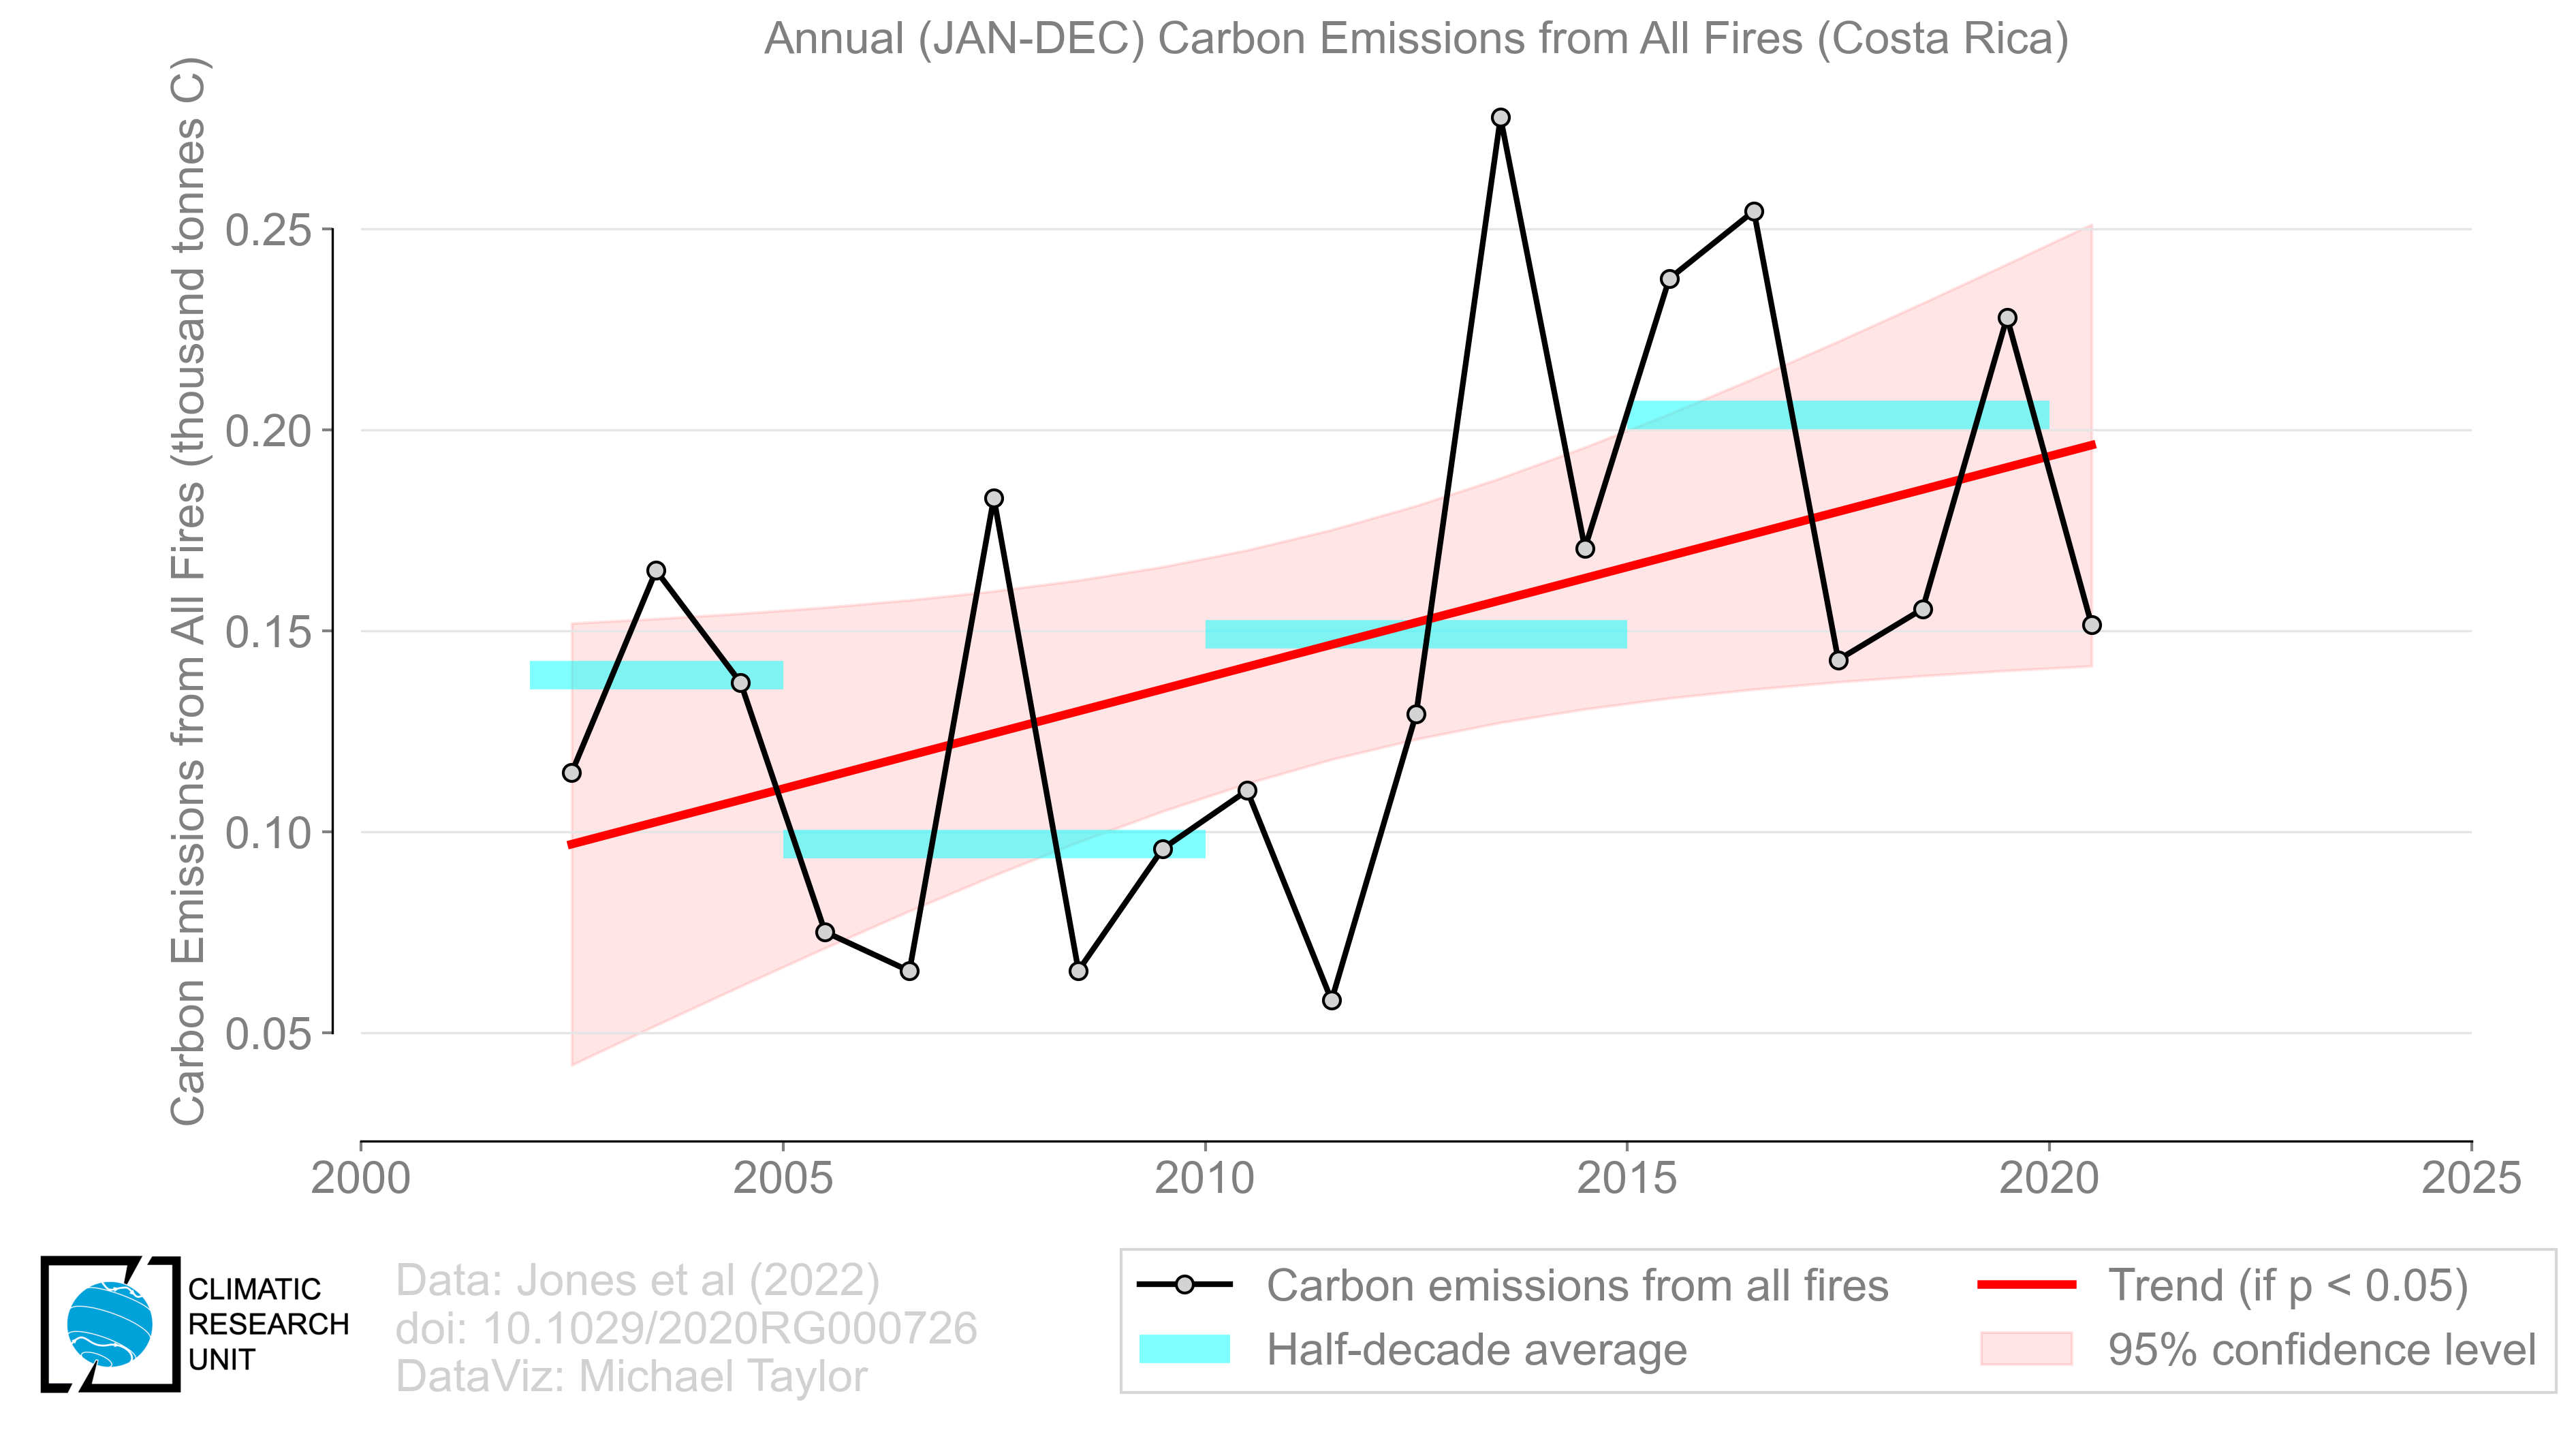 Annual (JAN-DEC) Carbon Emissions from All Fires (Costa Rica)
Carbon Emissions from All Fires (thousand tonnes C)
0.25
0.20
0.15
0.10
0.05
2000
2005
2010
2015
2020
2025
CLIMATIC
RESEARCH
UNIT
Data: Jones et al (2022)
doi: 10.1029/2020RG000726
DataViz: Michael Taylor
Carbon emissions from all fires
Half-decade average
Trend (if p < 0.05)
95% confidence level